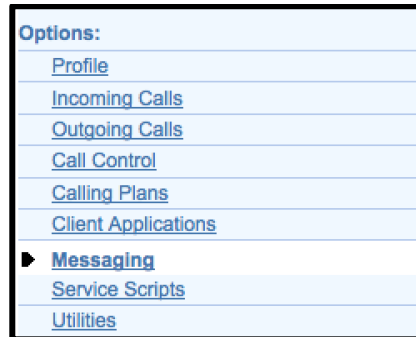 Options:
Profile
Incoming Calls
Outgoing Calls
Call Control
Calling Plans
Client Applications
Messaging
Service Scripts
Utilities